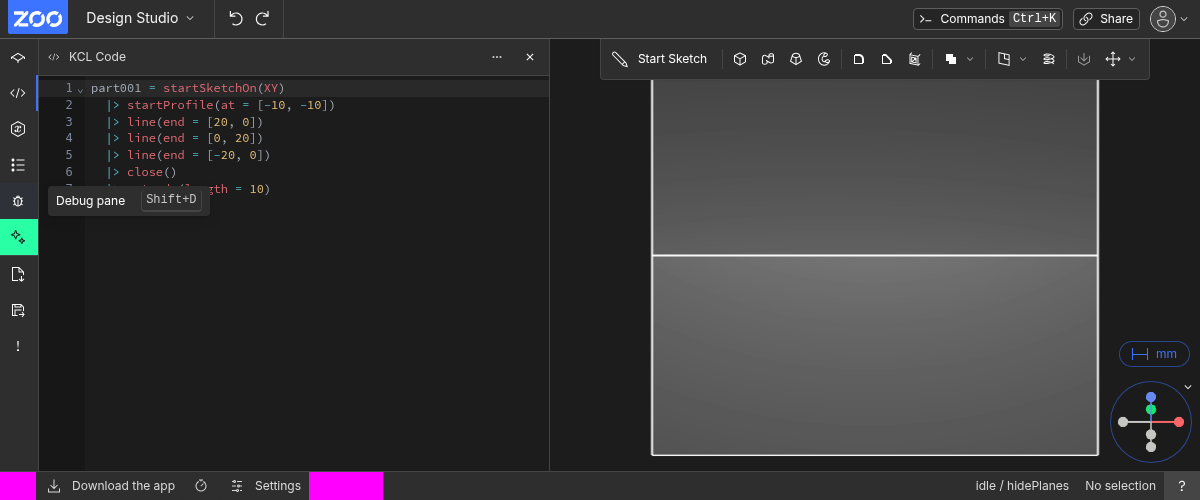 ZOO Design Studio Commands Ctrl+K Share
KCL Code
Start Sketch
1 part001 = startSketchOn(XY)
2 |> startProfile(at = [-10, -10])
3 |> line(end = [20, 0])
4 |> line(end = [0, 20])
5 |> line(end = [-20, 0])
6 |> close()
gth = 10)
Debug pane Shift+D
mm
Download the app Settings idle / hidePlanes No selection ?